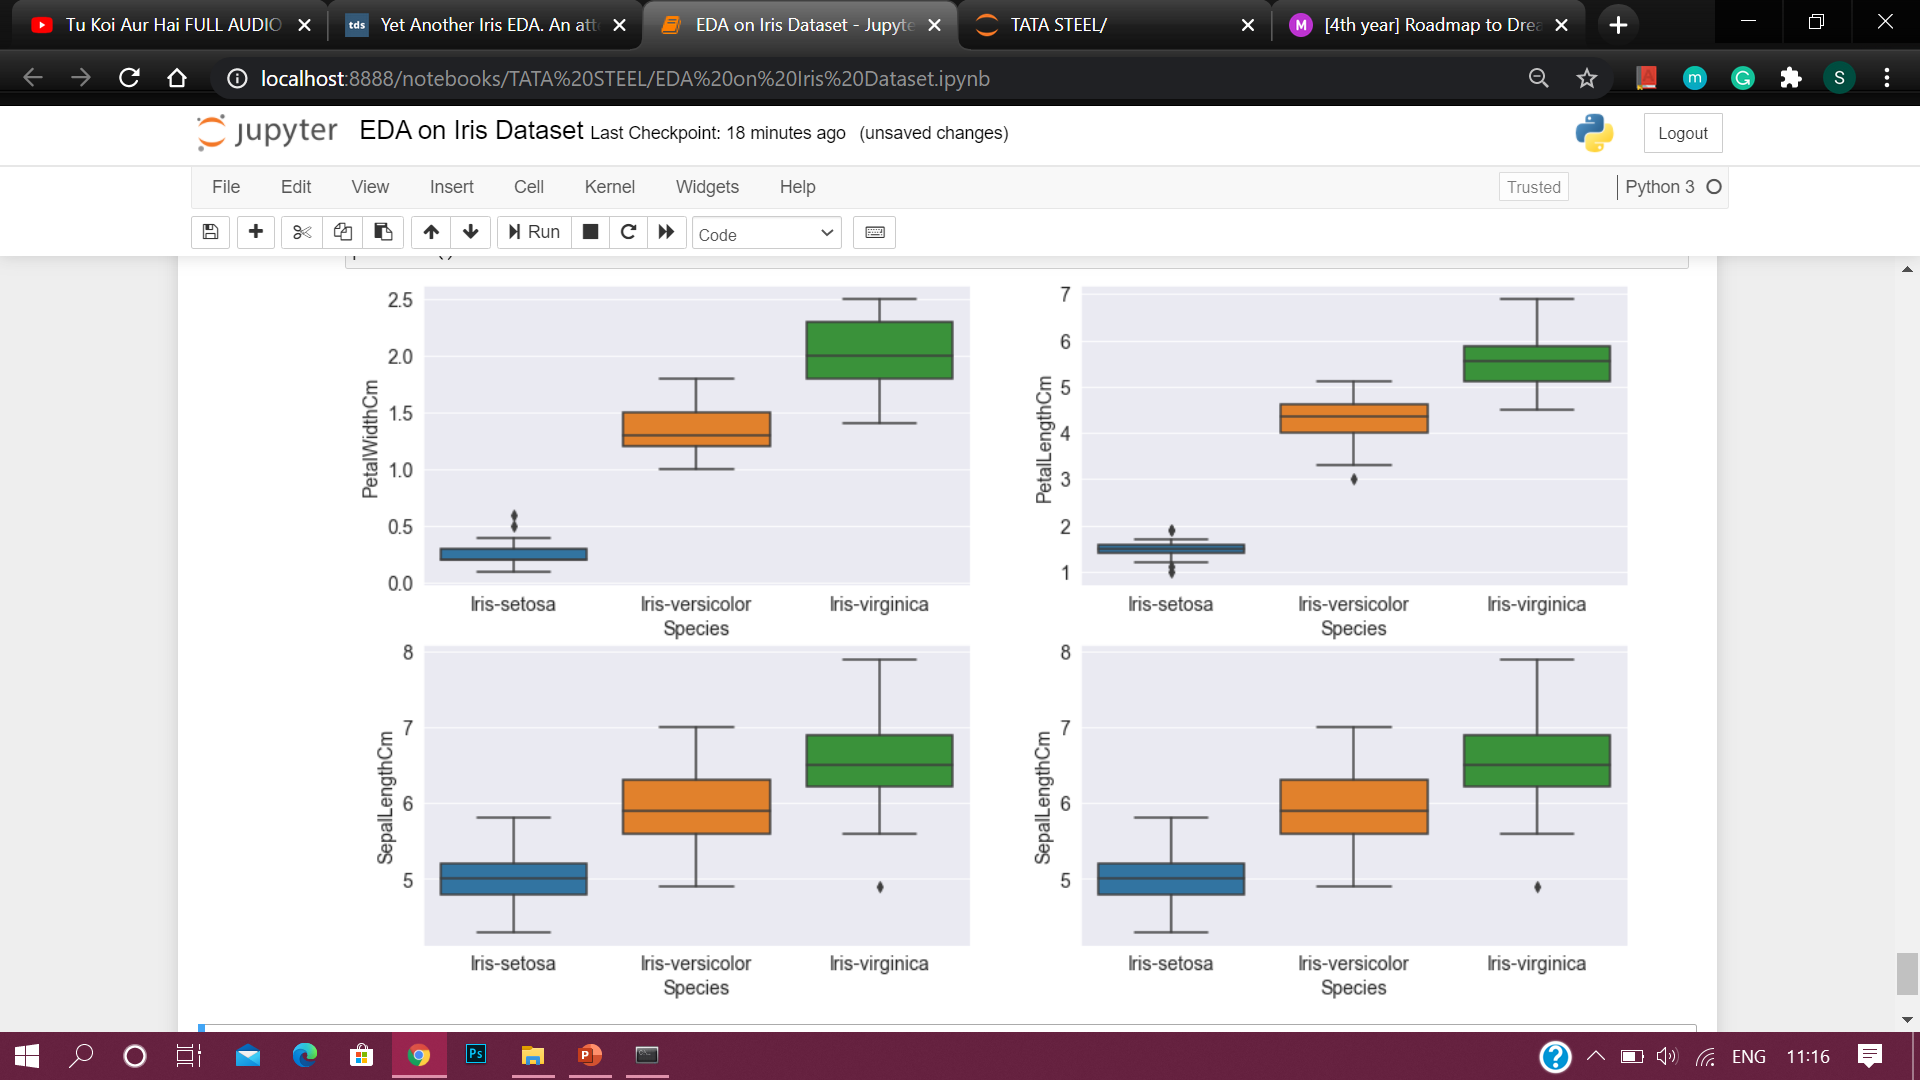 Tu Koi Aur Hai FULL AUDIO
tds Yet Another Iris EDA. An att
EDA on Iris Dataset - Jupyte
TATA STEEL/
M [4th year] Roadmap to Drea
localhost:8888/notebooks/TATA%20STEEL/EDA%20on%20Iris%20Dataset.ipynb
m
S
jupyter EDA on Iris Dataset Last Checkpoint: 18 minutes ago (unsaved changes)
Logout
File Edit View Insert Cell Kernel Widgets Help
Trusted Python 3
Run Code
2.5
2.0
1.5
1.0
0.5
0.0
PetalWidthCm
Iris-setosa Iris-versicolor Iris-virginica
Species
7
6
5
4
3
2
1
PetalLengthCm
Iris-setosa Iris-versicolor Iris-virginica
Species
8
7
6
5
SepalLengthCm
Iris-setosa Iris-versicolor Iris-virginica
Species
8
7
6
5
SepalLengthCm
Iris-setosa Iris-versicolor Iris-virginica
Species
Ps
P
? ENG 11:16